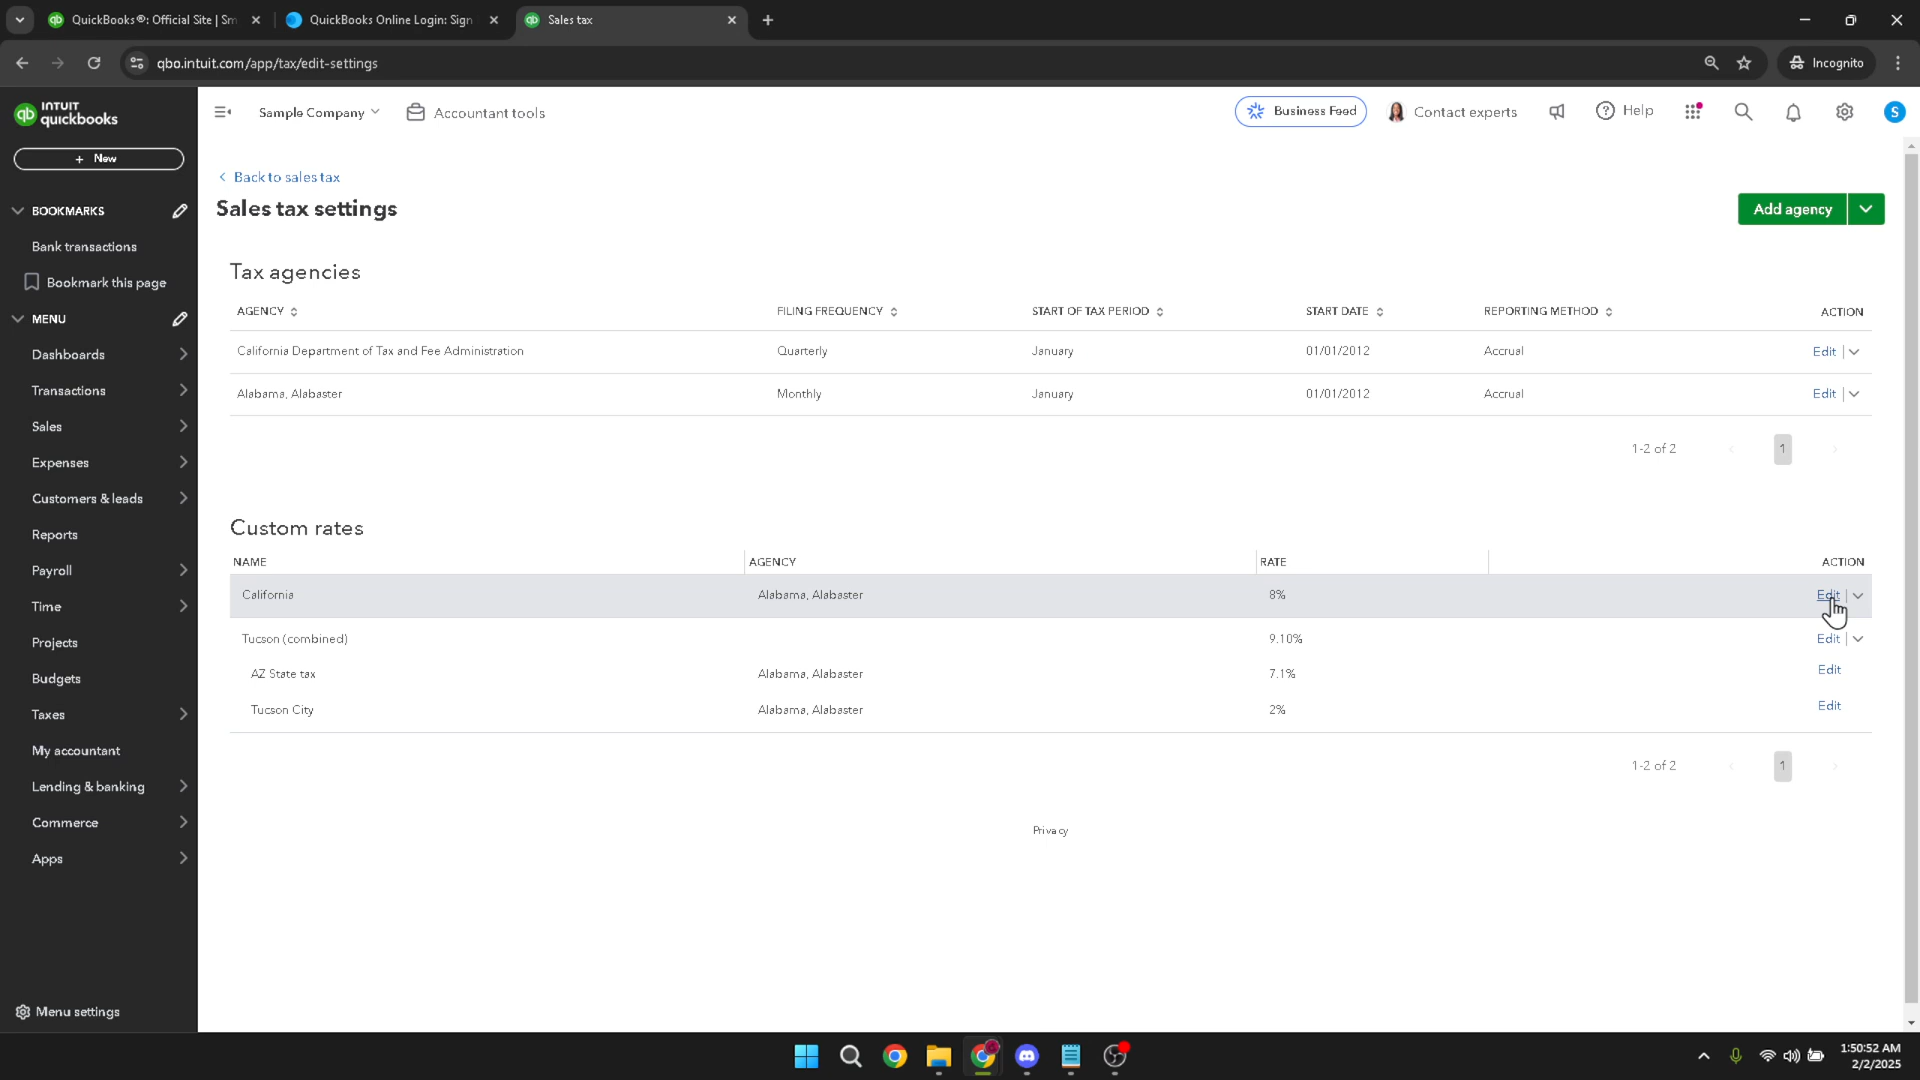 QuickBooks®: Official Site | Sm
QuickBooks Online Login: Sign
Sales tax
qbo.intuit.com/app/tax/edit-settings
Incognito
INTUIT
quickbooks
Sample Company
Accountant tools
Business Feed
Contact experts
Help
S
+ New
Back to sales tax
Sales tax settings
Add agency
BOOKMARKS
Bank transactions
Bookmark this page
MENU
Dashboards
Transactions
Sales
Expenses
Customers & leads
Reports
Payroll
Time
Projects
Budgets
Taxes
My accountant
Lending & banking
Commerce
Apps
Menu settings
Tax agencies
AGENCY FILING FREQUENCY START OF TAX PERIOD START DATE REPORTING METHOD ACTION
California Department of Tax and Fee Administration Quarterly January 01/01/2012 Accrual Edit
Alabama, Alabaster Monthly January 01/01/2012 Accrual Edit
1-2 of 2 1
Custom rates
NAME AGENCY RATE ACTION
California Alabama, Alabaster 8% Edit
Tucson (combined) 9.10% Edit
AZ State tax Alabama, Alabaster 7.1% Edit
Tucson City Alabama, Alabaster 2% Edit
1-2 of 2 1
Privacy
1:50:52 AM
2/2/2025